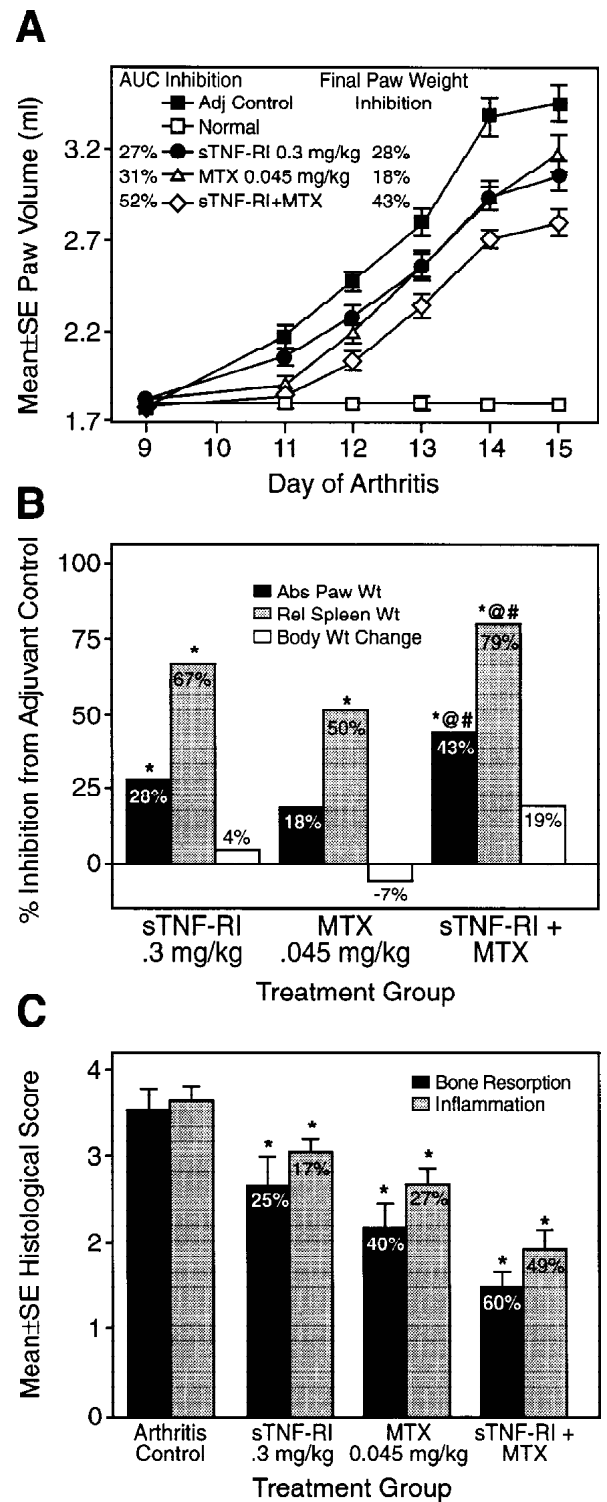 A
AUC Inhibition Final Paw Weight
Adj Control Inhibition
Normal
27% sTNF-RI 0.3 mg/kg 28%
31% MTX 0.045 mg/kg 18%
52% sTNF-RI+MTX 43%
Mean±SE Paw Volume (ml)
3.2
2.7
2.2
1.7
9 10 11 12 13 14 15
Day of Arthritis
B
% Inhibition from Adjuvant Control
100
75
50
25
0
Abs Paw Wt
Rel Spleen Wt
Body Wt Change
* 28%
* 67%
4%
18%
* 50%
-7%
*@# 43%
*@# 79%
19%
sTNF-RI MTX sTNF-RI +
.3 mg/kg .045 mg/kg MTX
Treatment Group
C
Mean±SE Histological Score
4
3
2
1
0
Bone Resorption
Inflammation
* 25%
* 17%
* 40%
* 27%
* 60%
* 49%
Arthritis sTNF-RI MTX sTNF-RI +
Control .3 mg/kg 0.045 mg/kg MTX
Treatment Group